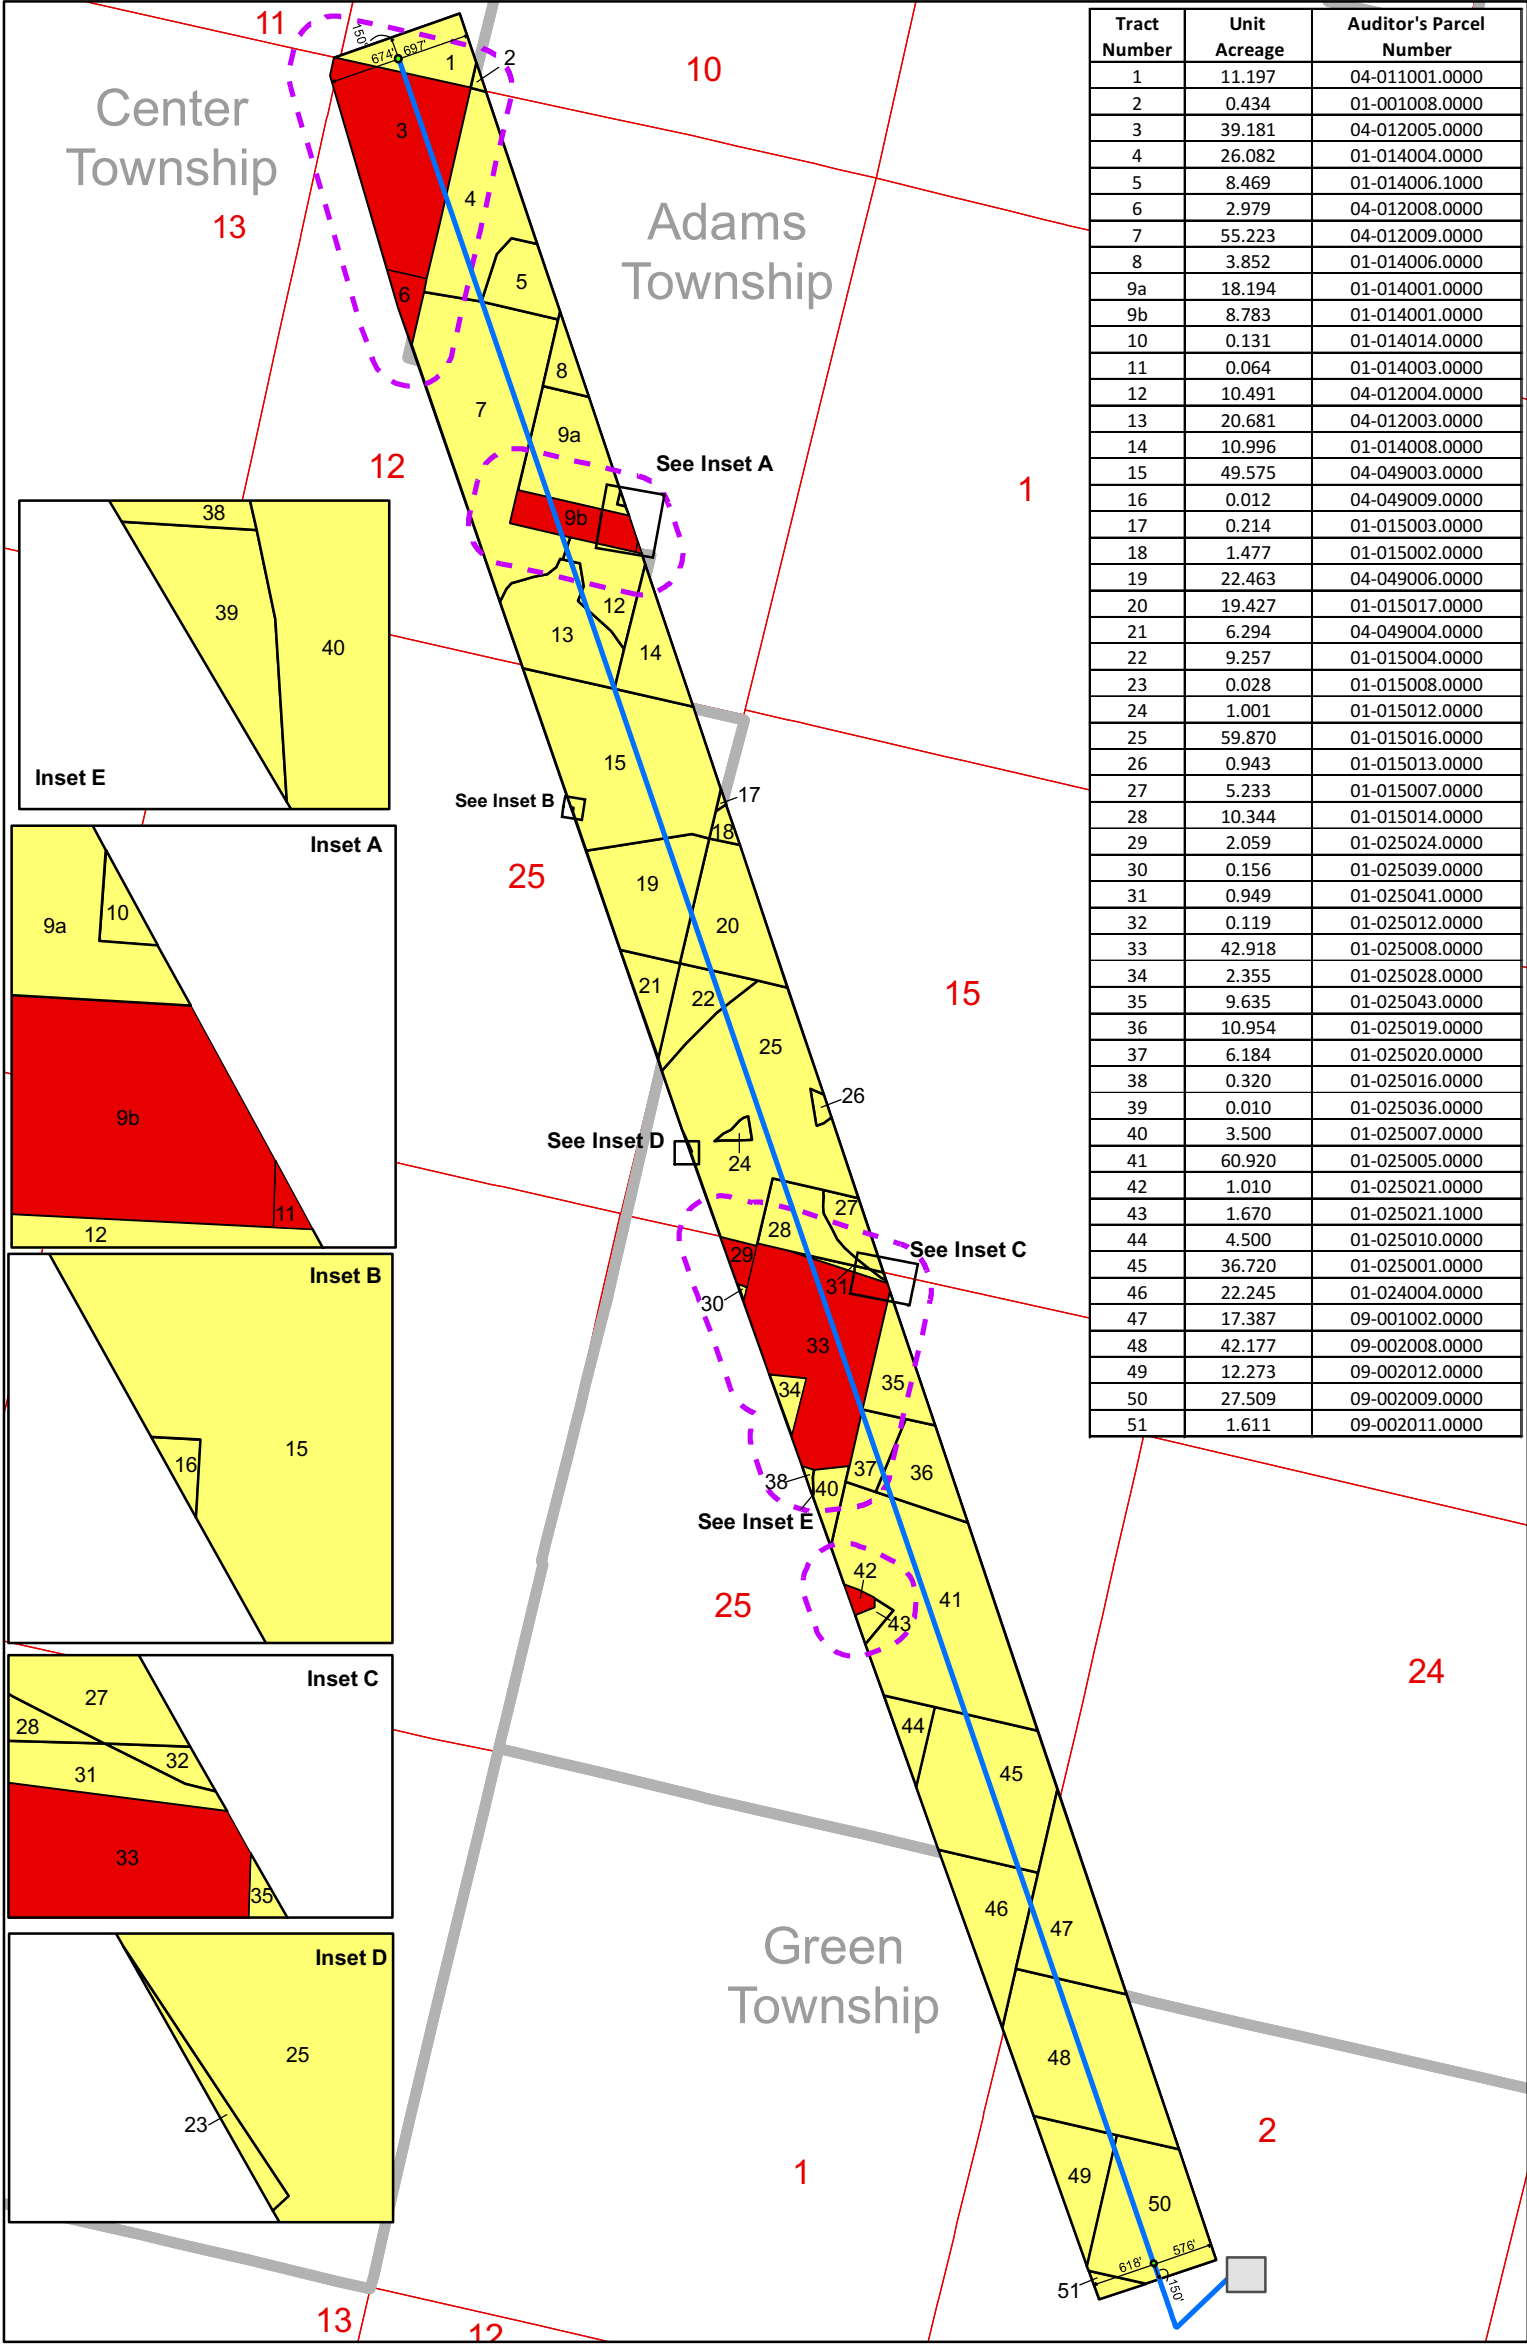 11
150'
674'
697'
1
2
10
Center
Township
3
13
4
Adams
Township
5
6
8
7
9a
12
See Inset A
1
9b
12
13
14
15
See Inset B
17
18
25
19
20
21
22
15
25
26
See Inset D
24
27
28
See Inset C
29
31
30
33
34
35
37
36
38
40
See Inset E
42
41
25
43
24
44
45
46
47
Green
Township
48
2
1
49
50
576'
618'
150'
51
13
12
38
39
40
Inset E
Inset A
10
9a
9b
11
12
Inset B
15
16
Inset C
27
28
32
31
33
35
Inset D
25
23
Tract Number Unit Acreage Auditor's Parcel Number
1 11.197 04-011001.0000
2 0.434 01-001008.0000
3 39.181 04-012005.0000
4 26.082 01-014004.0000
5 8.469 01-014006.1000
6 2.979 04-012008.0000
7 55.223 04-012009.0000
8 3.852 01-014006.0000
9a 18.194 01-014001.0000
9b 8.783 01-014001.0000
10 0.131 01-014014.0000
11 0.064 01-014003.0000
12 10.491 04-012004.0000
13 20.681 04-012003.0000
14 10.996 01-014008.0000
15 49.575 04-049003.0000
16 0.012 04-049009.0000
17 0.214 01-015003.0000
18 1.477 01-015002.0000
19 22.463 04-049006.0000
20 19.427 01-015017.0000
21 6.294 04-049004.0000
22 9.257 01-015004.0000
23 0.028 01-015008.0000
24 1.001 01-015012.0000
25 59.870 01-015016.0000
26 0.943 01-015013.0000
27 5.233 01-015007.0000
28 10.344 01-015014.0000
29 2.059 01-025024.0000
30 0.156 01-025039.0000
31 0.949 01-025041.0000
32 0.119 01-025012.0000
33 42.918 01-025008.0000
34 2.355 01-025028.0000
35 9.635 01-025043.0000
36 10.954 01-025019.0000
37 6.184 01-025020.0000
38 0.320 01-025016.0000
39 0.010 01-025036.0000
40 3.500 01-025007.0000
41 60.920 01-025005.0000
42 1.010 01-025021.0000
43 1.670 01-025021.1000
44 4.500 01-025010.0000
45 36.720 01-025001.0000
46 22.245 01-024004.0000
47 17.387 09-001002.0000
48 42.177 09-002008.0000
49 12.273 09-002012.0000
50 27.509 09-002009.0000
51 1.611 09-002011.0000